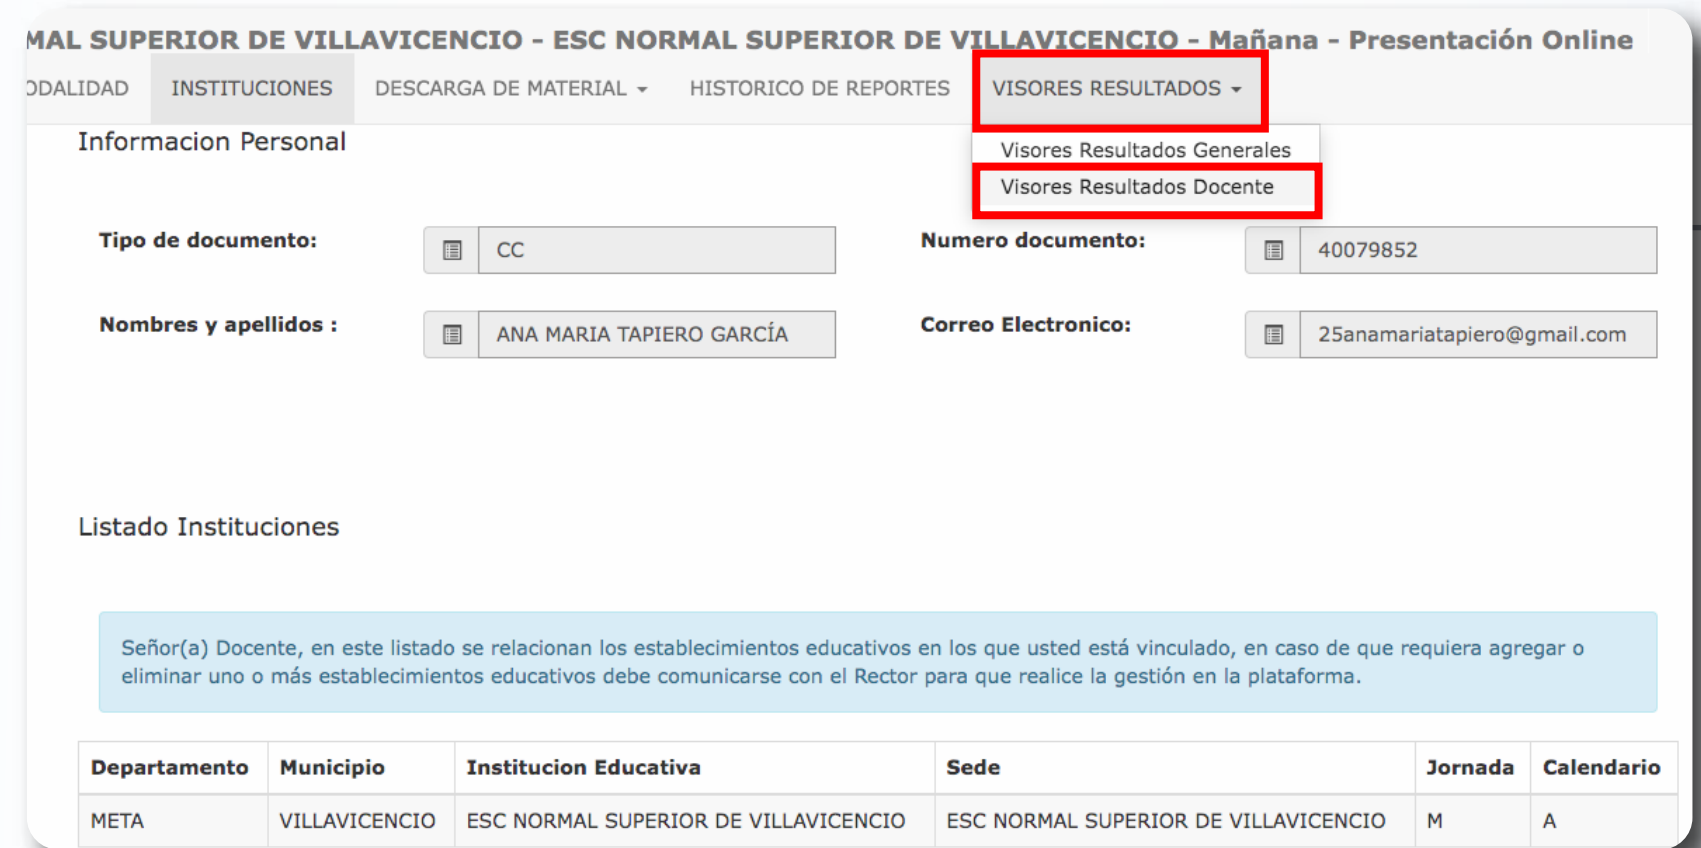 MAL SUPERIOR DE VILLAVICENCIO - ESC NORMAL SUPERIOR DE VILLAVICENCIO - Mañana - Presentación Online
ODALIDAD INSTITUCIONES DESCARGA DE MATERIAL HISTORICO DE REPORTES VISORES RESULTADOS
Informacion Personal
Visores Resultados Generales
Visores Resultados Docente
Tipo de documento: CC Numero documento: 40079852
Nombres y apellidos : ANA MARIA TAPIERO GARCÍA Correo Electronico: 25anamariatapiero@gmail.com
Listado Instituciones
Señor(a) Docente, en este listado se relacionan los establecimientos educativos en los que usted está vinculado, en caso de que requiera agregar o
eliminar uno o más establecimientos educativos debe comunicarse con el Rector para que realice la gestión en la plataforma.
Departamento Municipio Institucion Educativa Sede Jornada Calendario
META VILLAVICENCIO ESC NORMAL SUPERIOR DE VILLAVICENCIO ESC NORMAL SUPERIOR DE VILLAVICENCIO M A